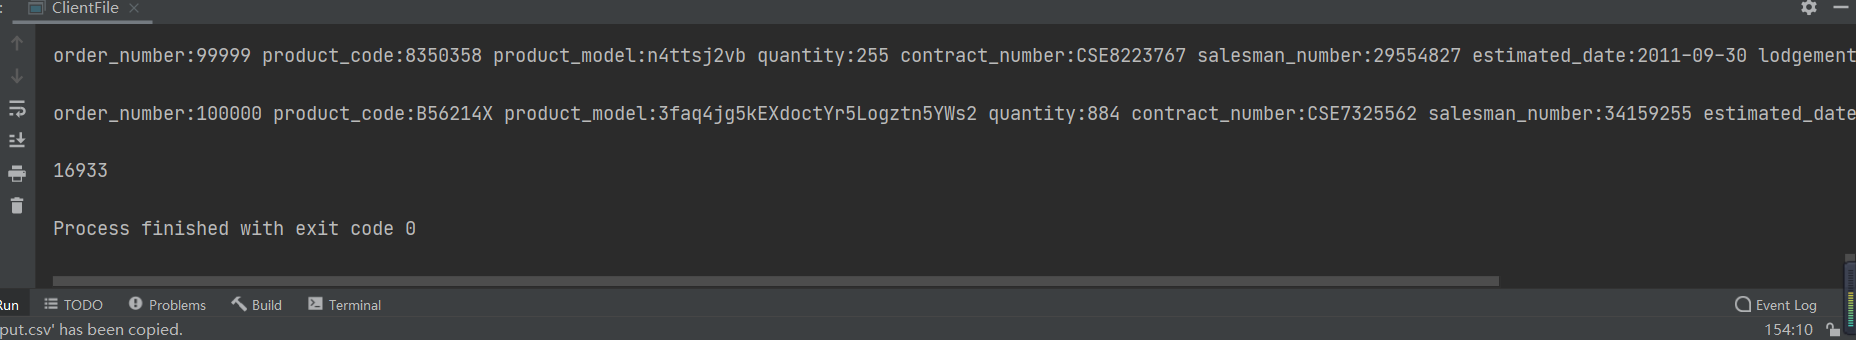 ClientFile
order_number:99999 product_code:8350358 product_model:n4ttsj2vb quantity:255 contract_number:CSE8223767 salesman_number:29554827 estimated_date:2011-09-30 lodgement
order_number:100000 product_code:B56214X product_model:3faq4jg5kEXdoctYr5Logztn5YWs2 quantity:884 contract_number:CSE7325562 salesman_number:34159255 estimated_date
16933
Process finished with exit code 0
Run TODO Problems Build Terminal Event Log
put.csv' has been copied. 154:10